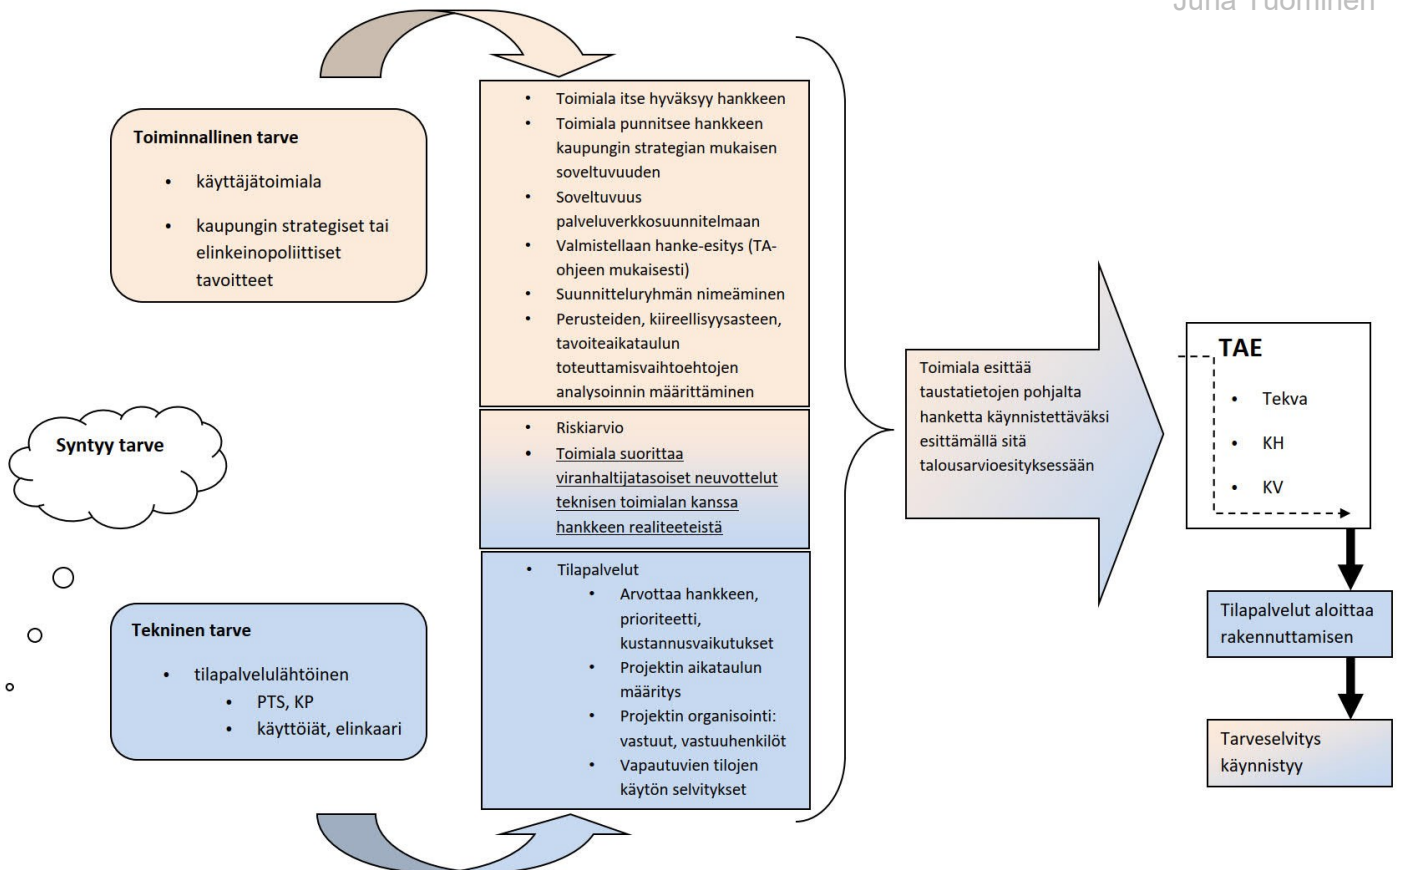 Juha Tuominen
Toiminnallinen tarve
• käyttäjätoimiala
• kaupungin strategiset tai
elinkeinopoliittiset
tavoitteet
Syntyy tarve
Tekninen tarve
• tilapalvelulähtöinen
• PTS, KP
• käyttöiät, elinkaari
• Toimiala itse hyväksyy hankkeen
• Toimiala punnitsee hankkeen
kaupungin strategian mukaisen
soveltuvuuden
• Soveltuvuus
palveluverkkosuunnitelmaan
• Valmistellaan hanke-esitys (TA-
ohjeen mukaisesti)
• Suunnitteluryhmän nimeäminen
• Perusteiden, kiireellisyysasteen,
tavoiteaikataulun
toteuttamisvaihtoehtojen
analysoinnin määrittäminen
• Riskiarvio
• Toimiala suorittaa
viranhaltijatasoiset neuvottelut
teknisen toimialan kanssa
hankkeen realiteeteistä
• Tilapalvelut
• Arvottaa hankkeen,
prioriteetti,
kustannusvaikutukset
• Projektin aikataulun
määritys
• Projektin organisointi:
vastuut, vastuuhenkilöt
• Vapautuvien tilojen
käytön selvitykset
Toimiala esittää
taustatietojen pohjalta
hanketta käynnistettäväksi
esittämällä sitä
talousarvioesityksessään
TAE
• Tekva
• KH
• KV
Tilapalvelut aloittaa
rakennuttamisen
Tarveselvitys
käynnistyy